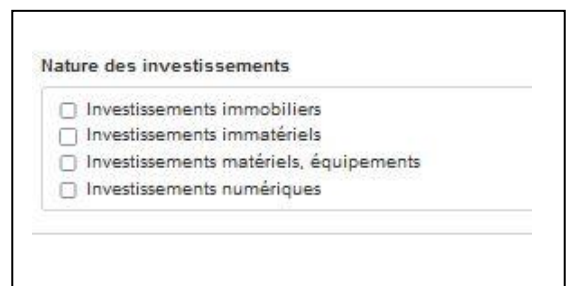 Nature des investissements
Investissements immobiliers
Investissements immatériels
Investissements matériels, équipements
Investissements numériques